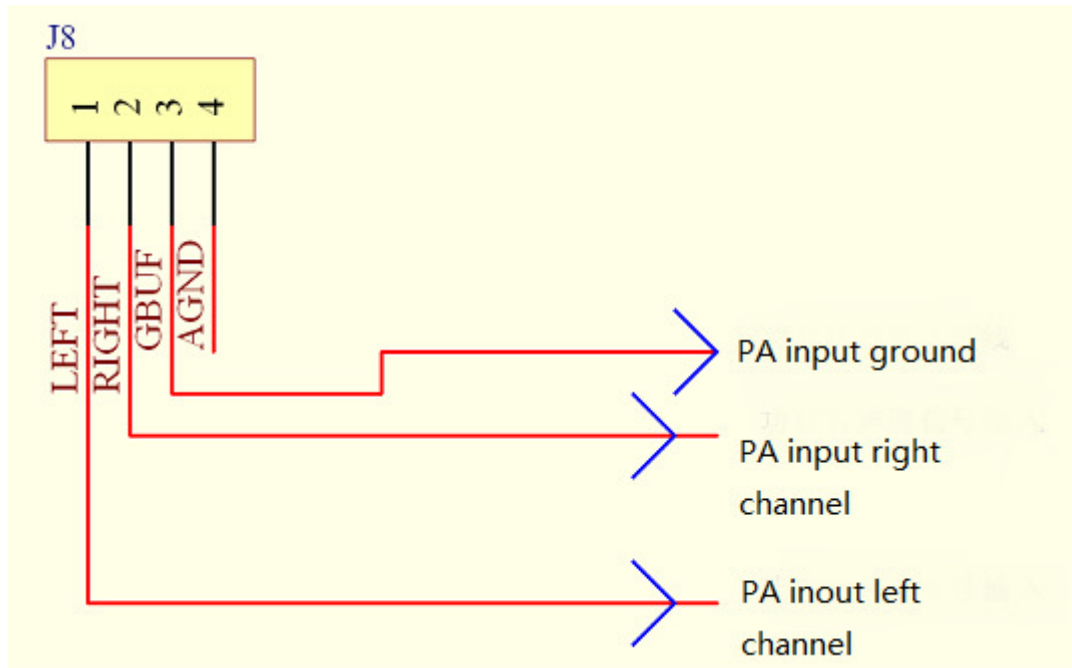 J8
1 2 3 4
LEFT
RIGHT
GBUF
AGND
PA input ground
PA input right
channel
PA inout left
channel